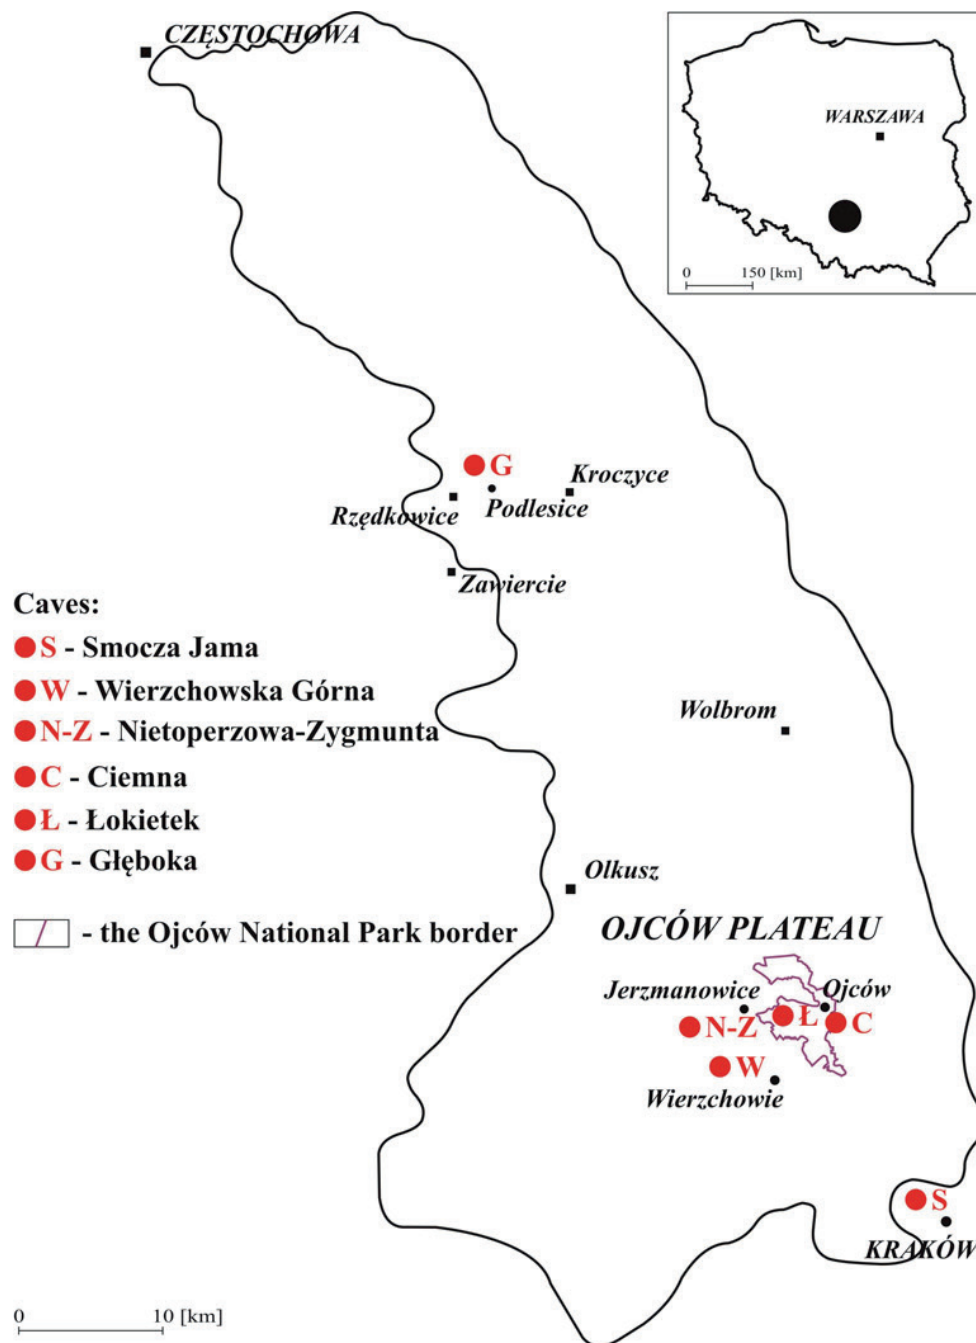 CZĘSTOCHOWA
WARSZAWA
0 150 [km]
G
Kroczyce
Rzędkowice
Podlesice
Zawiercie
Caves:
S - Smocza Jama
W - Wierzchowska Górna
N-Z - Nietoperzowa-Zygmunta
C - Ciemna
Ł - Łokietek
G - Głęboka
- the Ojców National Park border
Wolbrom
Olkusz
OJCÓW PLATEAU
Jerzmanowice
Ojców
N-Z
Ł
C
W
Wierzchowie
S
KRAKÓW
0 10 [km]